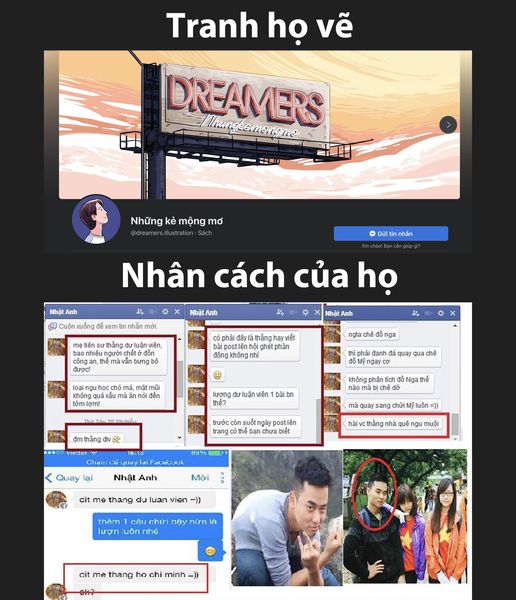 Tranh họ vẽ
DREAMERS
Nhungkemongmo
Những kẻ mộng mơ
@dreamers.illustration · Sách
Gửi tin nhắn
Xin chào! Bạn cần giúp gì?
Nhân cách của họ
Nhật Anh
Cuộn xuống để xem tin nhắn mới.
mẹ tiên sư thằng dư luận viên,
bao nhiêu người chết ở đồn
công an, thế mà vẫn bưng bô
được!
loại ngu học chó má, mặt mũi
không quá xấu mà ăn nói đến
tởm lợm!
đm thằng dlv
Nhật Anh
có phải đây là thằng hay viết
bài post lên hội ghét phản
động không nhỉ
lương dư luận viên 1 bài bn
thế?
trước còn suốt ngày post lên
trang có thể bạn chưa biết
Nhật Anh
ngta chê đồ nga
thì phải đánh đá quay qua chê
đồ Mỹ ngay cơ
không phân tích đồ Nga thế
nào mà bị chê dở
mà quay sang chửi Mỹ luôn =))
hài vc thằng nhà quê ngu muội
Viettel
16:13
89%
Chạm để quay lại Facebook
Quay lại
Nhật Anh
Mới
dit me thang du luan vien =))
thêm 1 câu chửi bậy nữa là
lượn luôn nhé
dit me thang ho chi minh =))
ok?